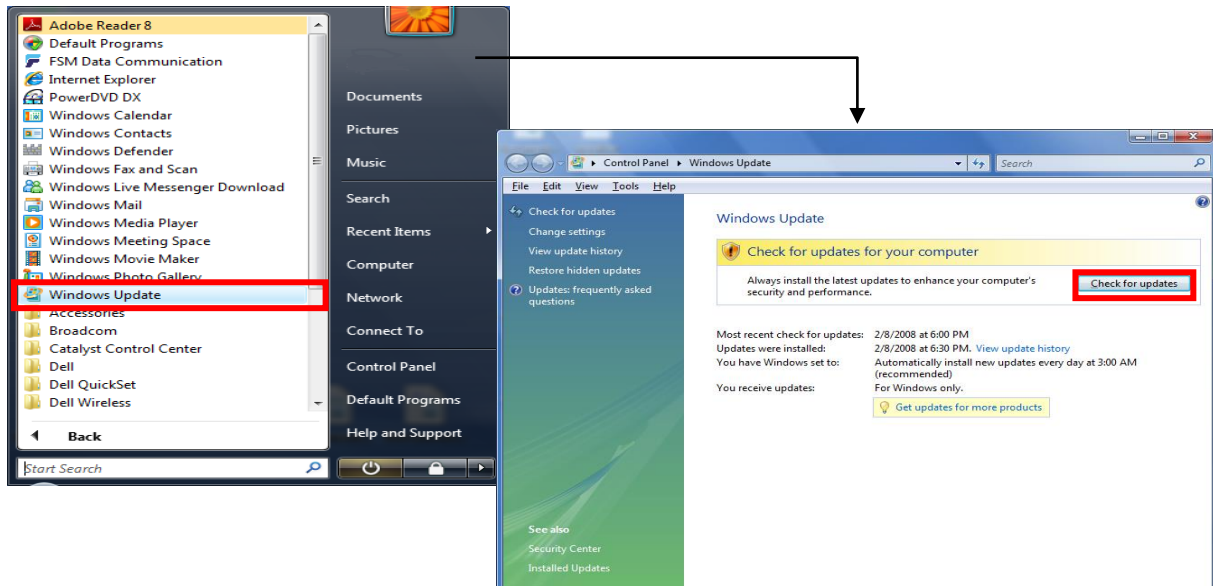 Adobe Reader 8
Default Programs
FSM Data Communication
Internet Explorer
PowerDVD DX
Windows Calendar
Windows Contacts
Windows Defender
Windows Fax and Scan
Windows Live Messenger Download
Windows Mail
Windows Media Player
Windows Meeting Space
Windows Movie Maker
Windows Photo Gallery
Windows Update
Accessories
Broadcom
Catalyst Control Center
Dell
Dell QuickSet
Dell Wireless
Back
Start Search
Documents
Pictures
Music
Search
Recent Items
Computer
Network
Connect To
Control Panel
Default Programs
Help and Support
Control Panel Windows Update
Search
File Edit View Tools Help
Check for updates
Change settings
View update history
Restore hidden updates
Updates: frequently asked
questions
See also
Security Center
Installed Updates
Windows Update
Check for updates for your computer
Always install the latest updates to enhance your computer's
security and performance.
Check for updates
Most recent check for updates: 2/8/2008 at 6:00 PM
Updates were installed: 2/8/2008 at 6:30 PM. View update history
You have Windows set to: Automatically install new updates every day at 3:00 AM
(recommended)
You receive updates: For Windows only.
Get updates for more products